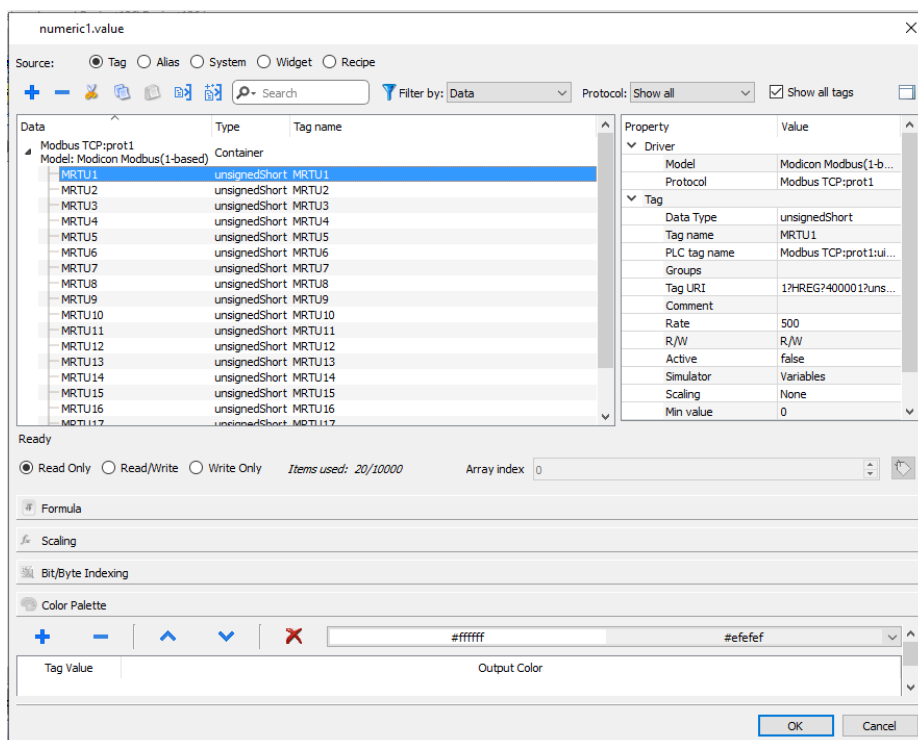 numeric1.value
Source: Tag Alias System Widget Recipe
Search Filter by: Data Protocol: Show all Show all tags
Data Type Tag name
Modbus TCP:prot1
Model: Modicon Modbus(1-based) Container
MRTU1 unsignedShort MRTU1
MRTU2 unsignedShort MRTU2
MRTU3 unsignedShort MRTU3
MRTU4 unsignedShort MRTU4
MRTU5 unsignedShort MRTU5
MRTU6 unsignedShort MRTU6
MRTU7 unsignedShort MRTU7
MRTU8 unsignedShort MRTU8
MRTU9 unsignedShort MRTU9
MRTU10 unsignedShort MRTU10
MRTU11 unsignedShort MRTU11
MRTU12 unsignedShort MRTU12
MRTU13 unsignedShort MRTU13
MRTU14 unsignedShort MRTU14
MRTU15 unsignedShort MRTU15
MRTU16 unsignedShort MRTU16
MRTU17 unsignedShort MRTU17
Property Value
Driver
Model Modicon Modbus(1-b...
Protocol Modbus TCP:prot1
Tag
Data Type unsignedShort
Tag name MRTU1
PLC tag name Modbus TCP:prot1:ui...
Groups
Tag URI 1?HREG?400001?uns...
Comment
Rate 500
R/W R/W
Active false
Simulator Variables
Scaling None
Min value 0
Ready
Read Only Read/Write Write Only Items used: 20/10000 Array index 0
Formula
Scaling
Bit/Byte Indexing
Color Palette
#ffffff #efefef
Tag Value Output Color
OK Cancel